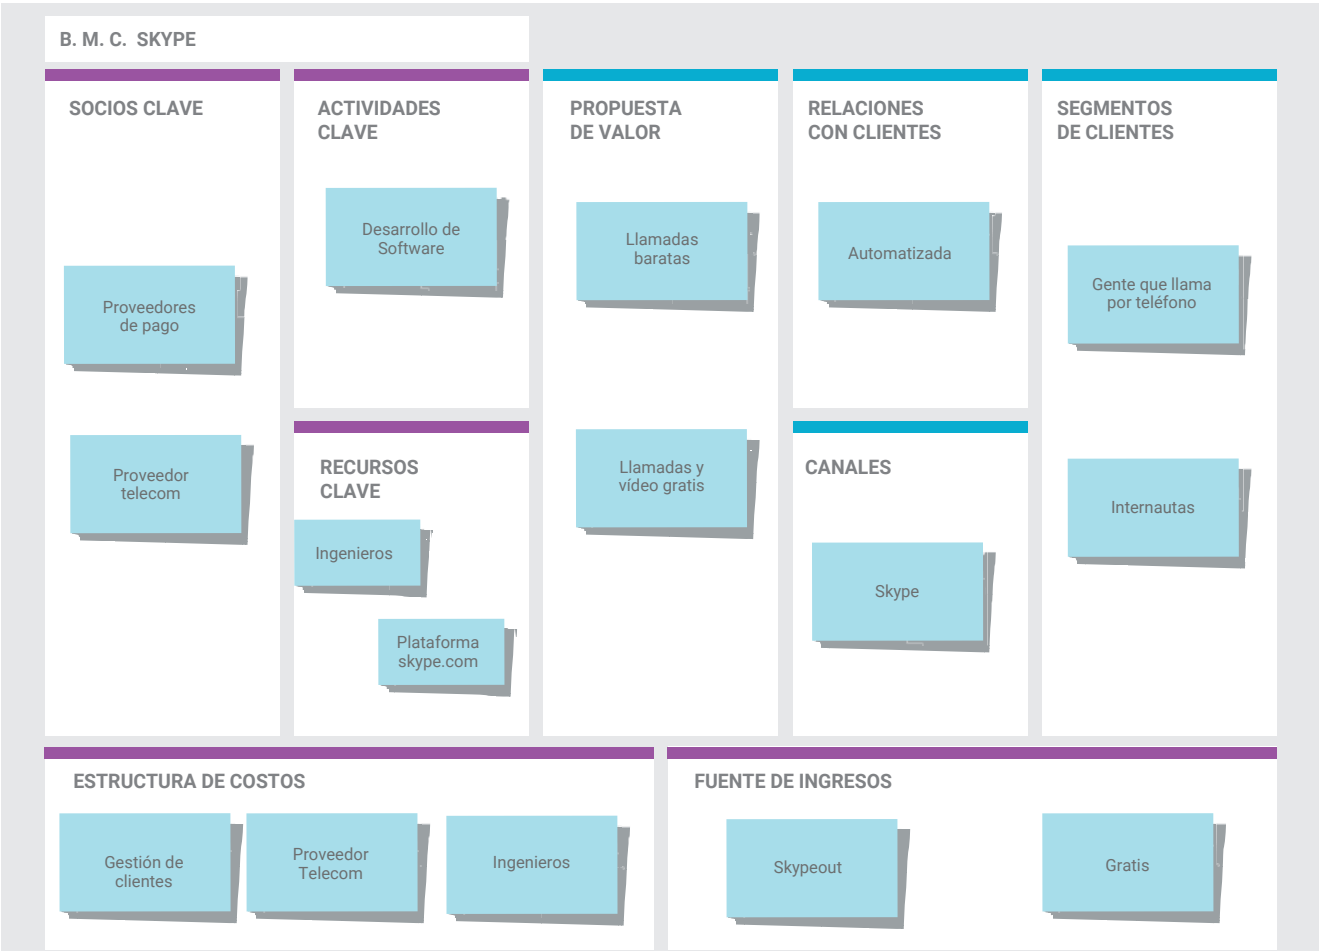 B. M. C. SKYPE
SOCIOS CLAVE
Proveedores
de pago
Proveedor
telecom
ACTIVIDADES
CLAVE
Desarrollo de
Software
RECURSOS
CLAVE
Ingenieros
Plataforma
skype.com
PROPUESTA
DE VALOR
Llamadas
baratas
Llamadas y
vídeo gratis
RELACIONES
CON CLIENTES
Automatizada
CANALES
Skype
SEGMENTOS
DE CLIENTES
Gente que llama
por teléfono
Internautas
ESTRUCTURA DE COSTOS
Gestión de
clientes
Proveedor
Telecom
Ingenieros
FUENTE DE INGRESOS
Skypeout
Gratis